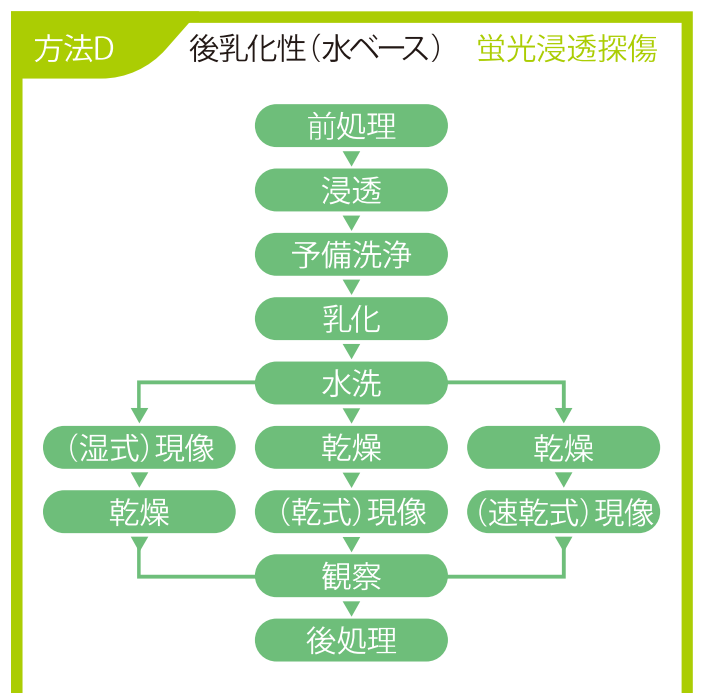 方法D 後乳化性(水ベース) 蛍光浸透探傷
前処理
浸透
予備洗浄
乳化
水洗
(湿式)現像 乾燥 乾燥
乾燥 (乾式)現像 (速乾式)現像
観察
後処理